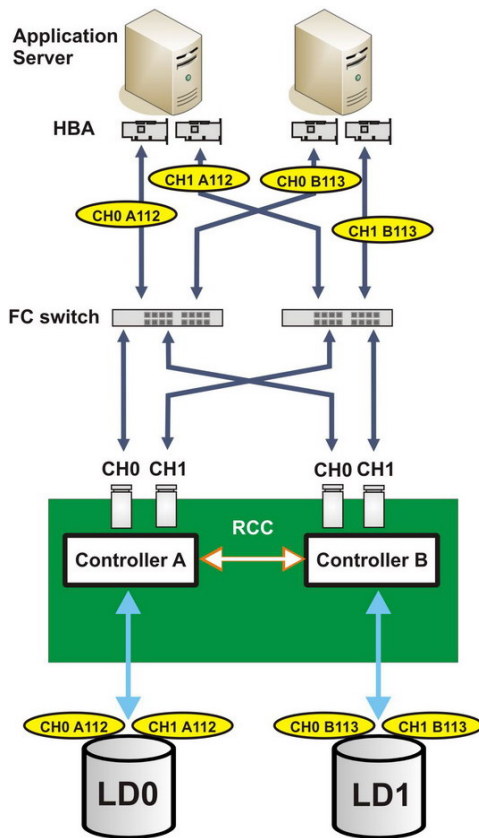 Application
Server
HBA
CH1 A112
CH0 B113
CH0 A112
CH1 B113
FC switch
CH0 CH1
CH0 CH1
RCC
Controller A
Controller B
CH0 A112
CH1 A112
CH0 B113
CH1 B113
LD0
LD1